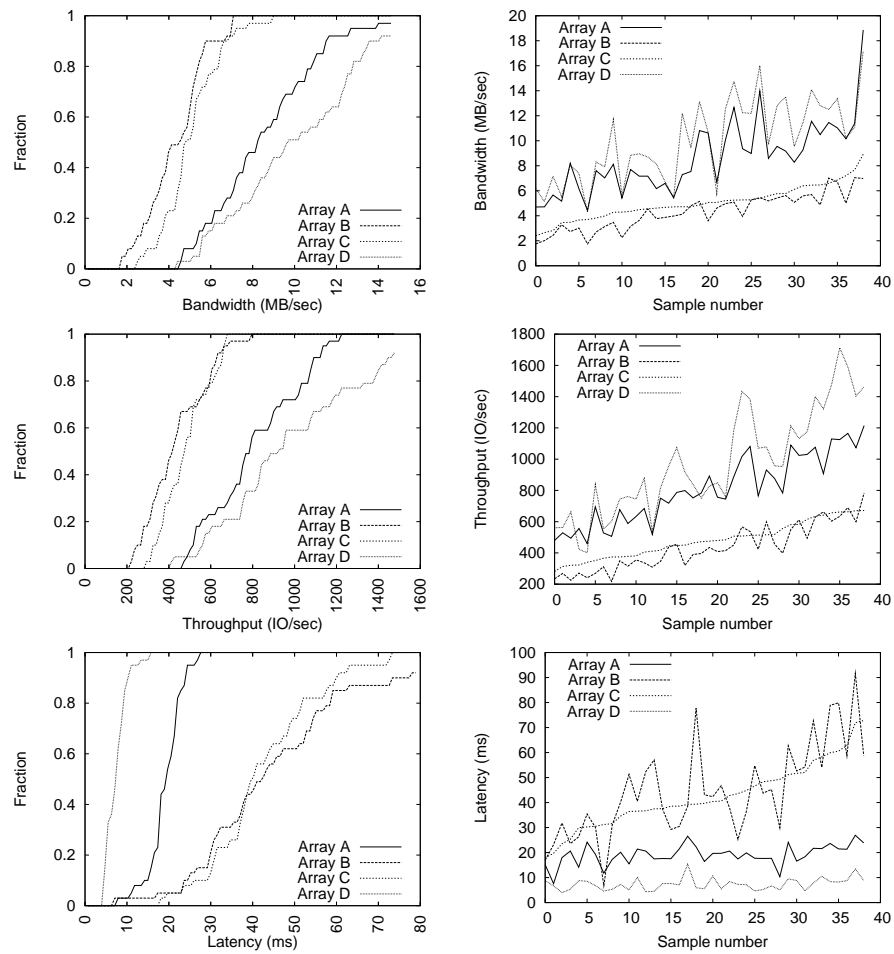 1
0.8
0.6
0.4
0.2
0
Fraction
Array A
Array B
Array C
Array D
0 2 4 6 8 10 12 14 16
Bandwidth (MB/sec)
20
18
16
14
12
10
8
6
4
2
0
Bandwidth (MB/sec)
Array A
Array B
Array C
Array D
0 5 10 15 20 25 30 35 40
Sample number
1
0.8
0.6
0.4
0.2
0
Fraction
Array A
Array B
Array C
Array D
0 200 400 600 800 1000 1200 1400 1600
Throughput (IO/sec)
1800
1600
1400
1200
1000
800
600
400
200
Throughput (IO/sec)
Array A
Array B
Array C
Array D
0 5 10 15 20 25 30 35 40
Sample number
1
0.8
0.6
0.4
0.2
0
Fraction
Array A
Array B
Array C
Array D
0 10 20 30 40 50 60 70 80
Latency (ms)
100
90
80
70
60
50
40
30
20
10
0
Latency (ms)
Array A
Array B
Array C
Array D
0 5 10 15 20 25 30 35 40
Sample number